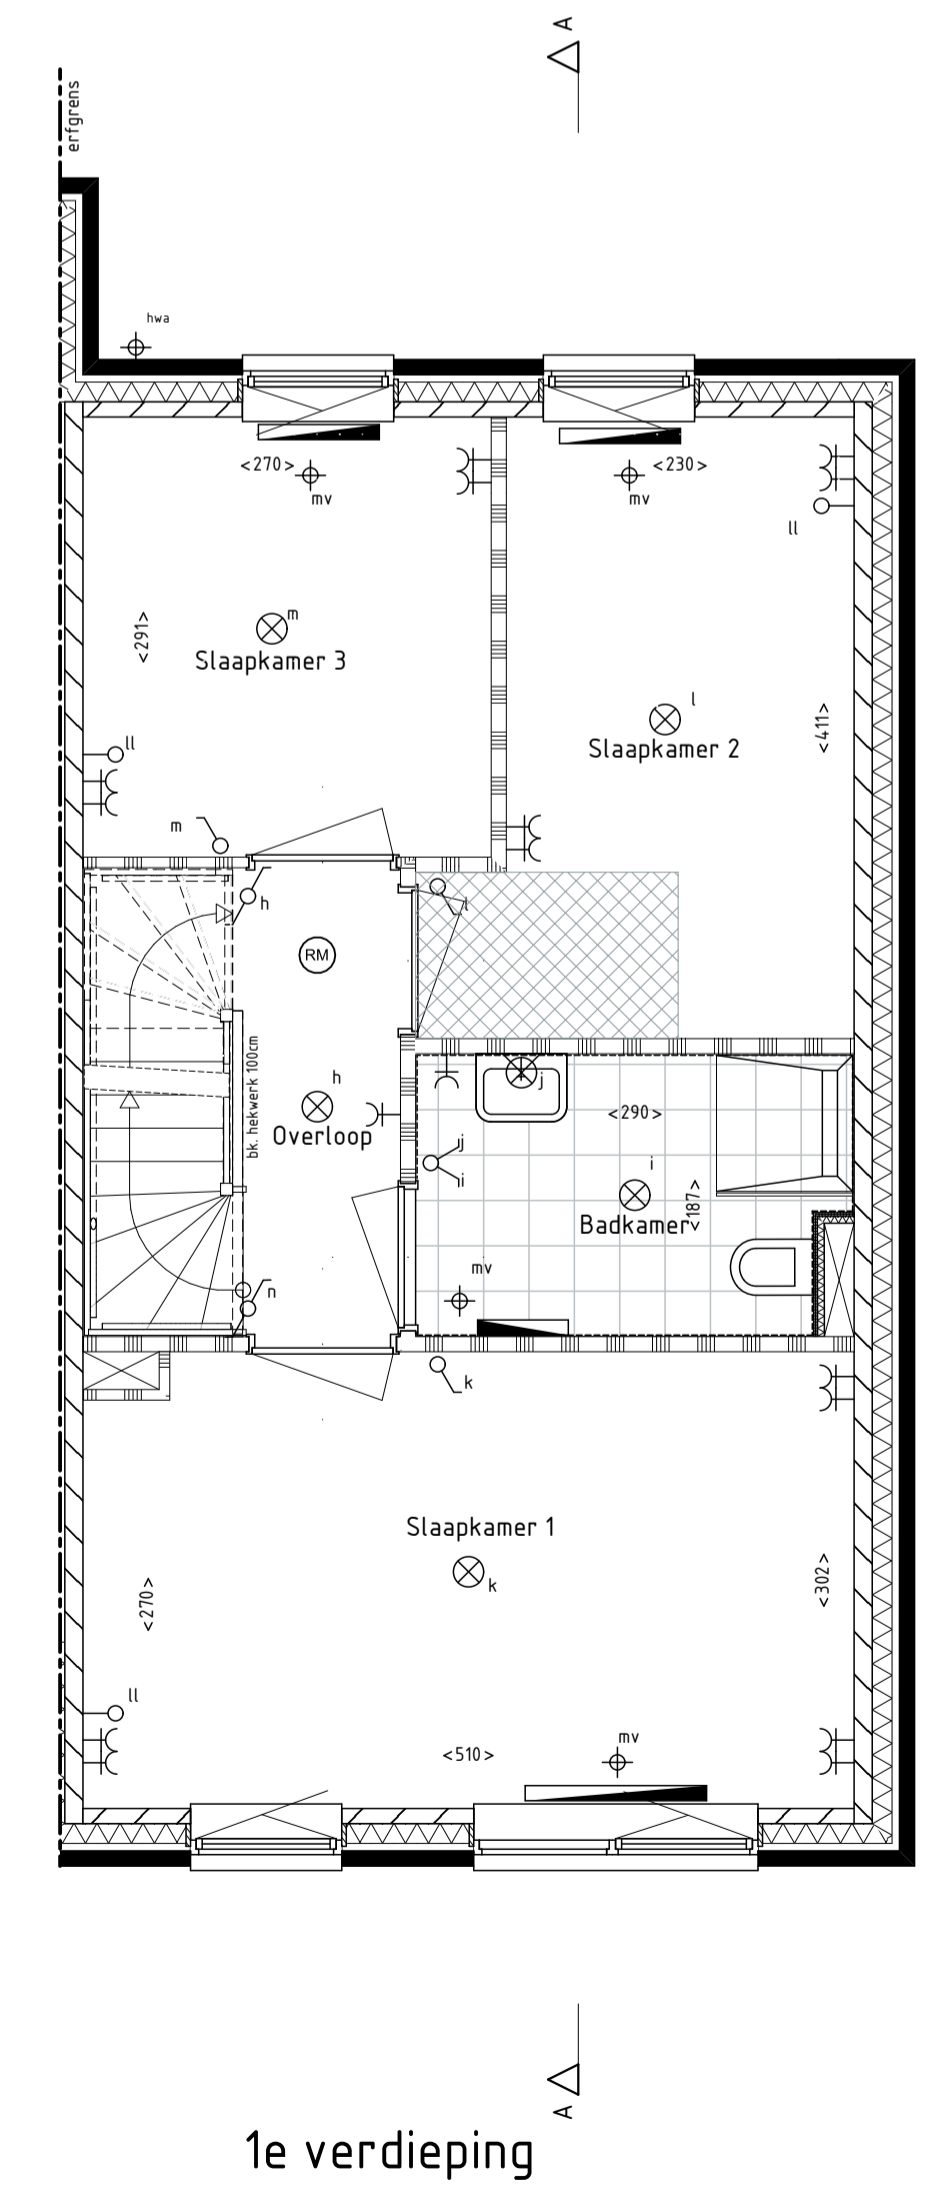 A
erfgrens
hwa
<270>
mv
<230>
mv
ll
m
Slaapkamer 3
<291>
l
Slaapkamer 2
<411>
ll
m
h
l
RM
bk. hekwerk 100cm
h
Overloop
j
<290>
j
i
i
Badkamer
<187>
mv
n
k
Slaapkamer 1
k
<270>
<302>
ll
mv
<510>
A
1e verdieping